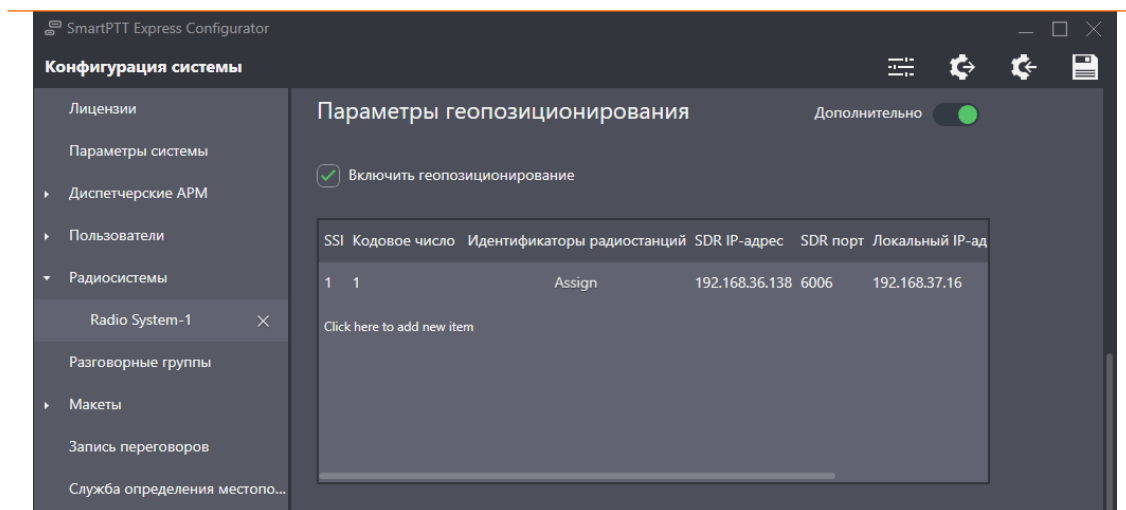 SmartPTT Express Configurator
Конфигурация системы
Лицензии
Параметры системы
Диспетчерские АРМ
Пользователи
Радиосистемы
Radio System-1
Разговорные группы
Макеты
Запись переговоров
Служба определения местопо...
Параметры геопозиционирования
Дополнительно
Включить геопозиционирование
SSI Кодовое число Идентификаторы радиостанций SDR IP-адрес SDR порт Локальный IP-ад
1 1 Assign 192.168.36.138 6006 192.168.37.16
Click here to add new item